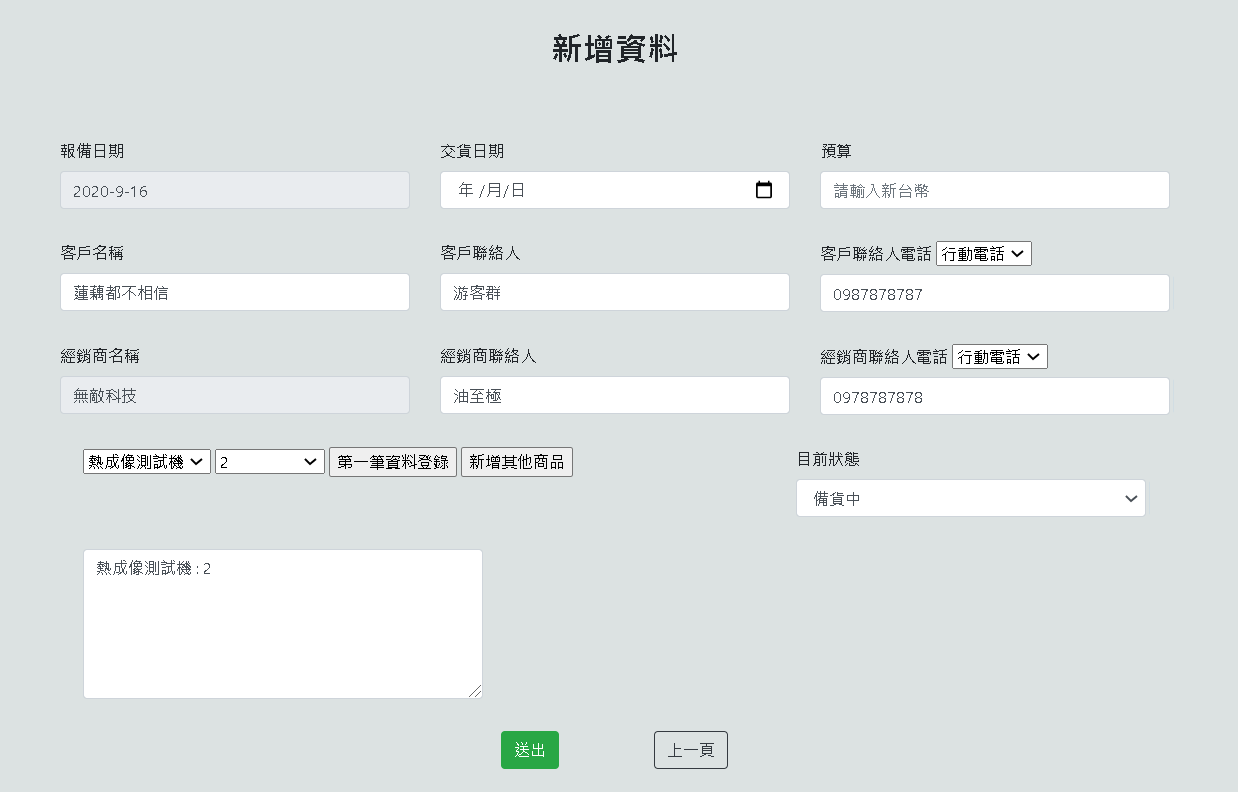 新增資料
報備日期
交貨日期
預算
2020-9-16
年 /月/日
請輸入新台幣
客戶名稱
客戶聯絡人
客戶聯絡人電話 行動電話
蓮藕都不相信
游客群
0987878787
經銷商名稱
經銷商聯絡人
經銷商聯絡人電話 行動電話
無敵科技
油至極
0978787878
熱成像測試機 2 第一筆資料登錄 新增其他商品
目前狀態
備貨中
熱成像測試機 : 2
送出
上一頁